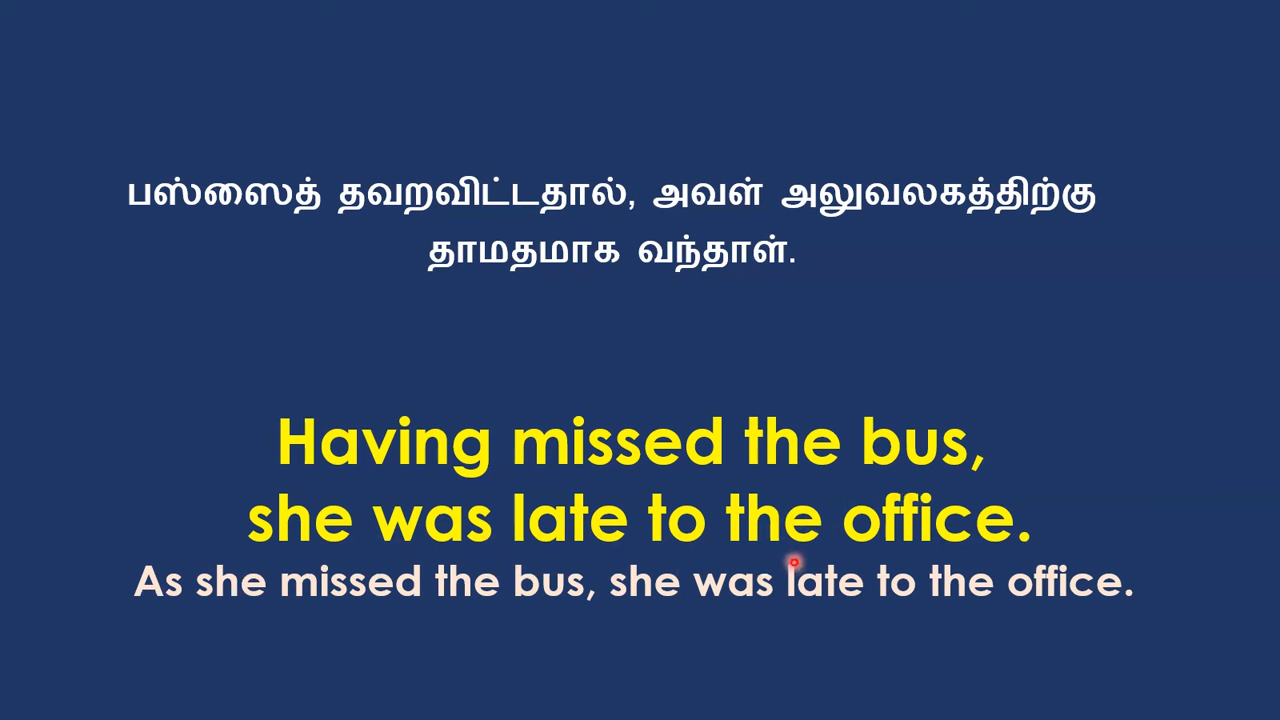 பஸ்ஸைத் தவறவிட்டதால், அவள் அலுவலகத்திற்கு
தாமதமாக வந்தாள்.
Having missed the bus,
she was late to the office.
As she missed the bus, she was late to the office.